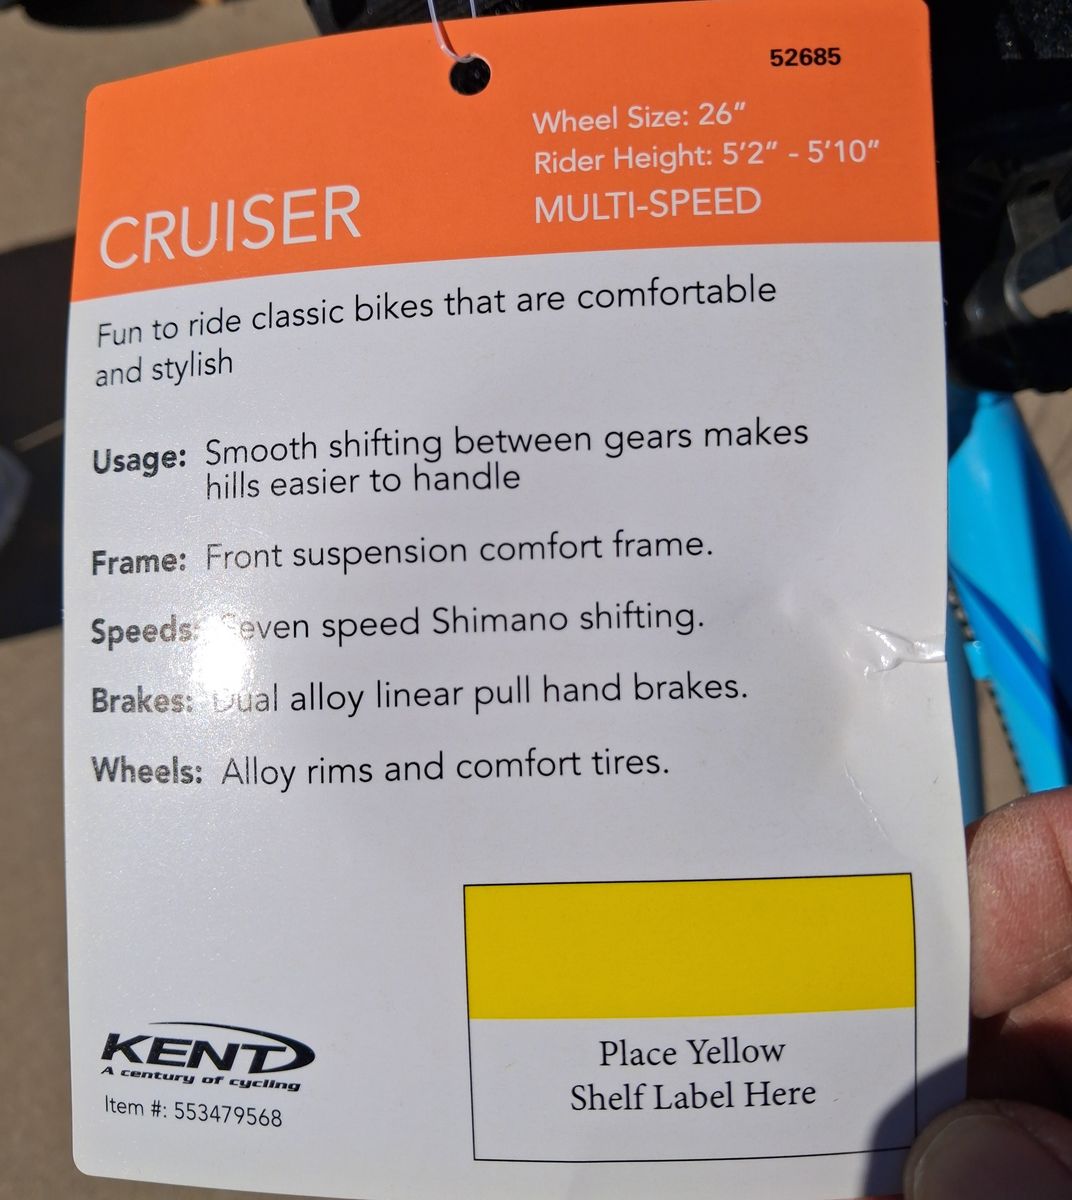 52685
Wheel Size: 26”
Rider Height: 5’2” - 5’10”
MULTI-SPEED
CRUISER
Fun to ride classic bikes that are comfortable
and stylish
Usage: Smooth shifting between gears makes
hills easier to handle
Frame: Front suspension comfort frame.
Speeds: Seven speed Shimano shifting.
Brakes: Dual alloy linear pull hand brakes.
Wheels: Alloy rims and comfort tires.
Place Yellow
Shelf Label Here
KENT
A century of cycling
Item #: 553479568